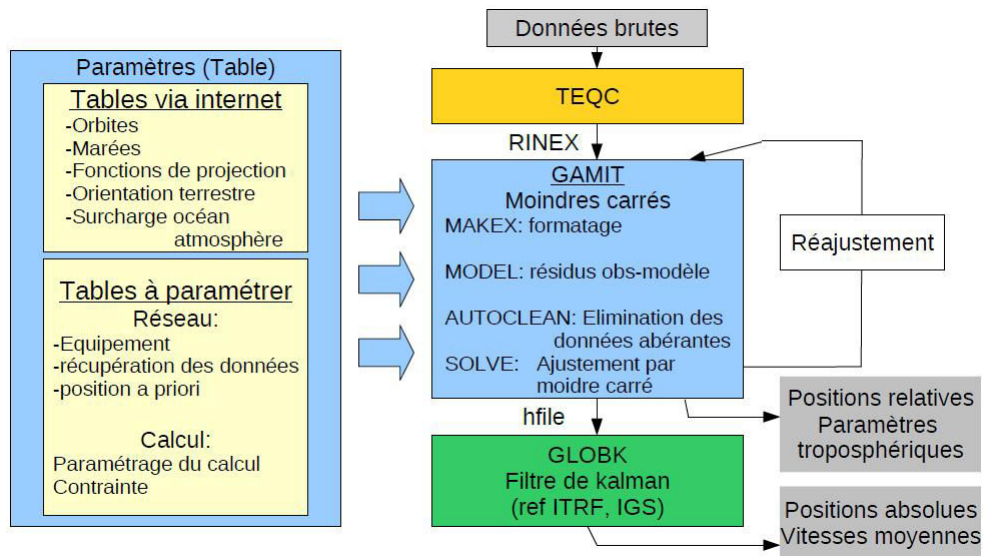 Paramètres (Table)
Tables via internet
-Orbites
-Marées
-Fonctions de projection
-Orientation terrestre
-Surcharge océan
atmosphère
Tables à paramétrer
Réseau:
-Equipement
-récupération des données
-position a priori
Calcul:
Paramétrage du calcul
Contrainte
Données brutes
TEQC
RINEX
GAMIT
Moindres carrés
MAKEX: formatage
MODEL: résidus obs-modèle
AUTOCLEAN: Elimination des
données abérantes
SOLVE: Ajustement par
moidre carré
Réajustement
hfile
Positions relatives
Paramètres
troposphériques
GLOBK
Filtre de kalman
(ref ITRF, IGS)
Positions absolues
Vitesses moyennes